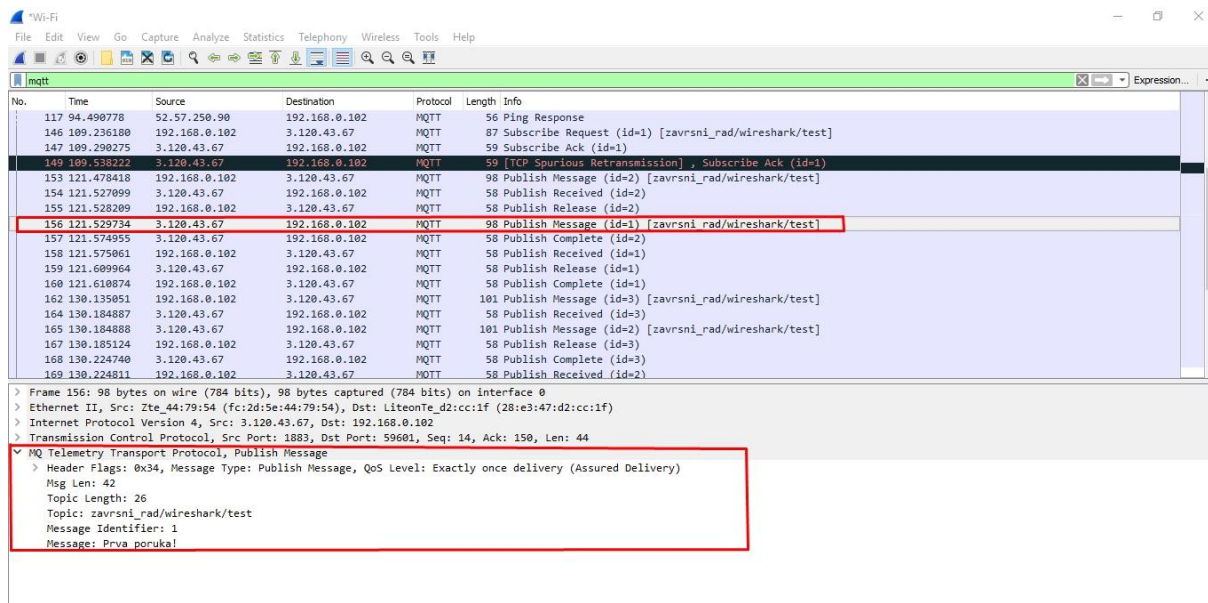 *Wi-Fi
File Edit View Go Capture Analyze Statistics Telephony Wireless Tools Help
mqtt
Expression...
No. Time Source Destination Protocol Length Info
117 94.490778 52.57.250.90 192.168.0.102 MQTT 56 Ping Response
146 109.236180 192.168.0.102 3.120.43.67 MQTT 87 Subscribe Request (id=1) [zavrsni_rad/wireshark/test]
147 109.290275 3.120.43.67 192.168.0.102 MQTT 59 Subscribe Ack (id=1)
149 109.538222 3.120.43.67 192.168.0.102 MQTT 59 [TCP Spurious Retransmission] , Subscribe Ack (id=1)
153 121.478418 192.168.0.102 3.120.43.67 MQTT 98 Publish Message (id=2) [zavrsni_rad/wireshark/test]
154 121.527099 3.120.43.67 192.168.0.102 MQTT 58 Publish Received (id=2)
155 121.528209 192.168.0.102 3.120.43.67 MQTT 58 Publish Release (id=2)
156 121.529734 3.120.43.67 192.168.0.102 MQTT 98 Publish Message (id=1) [zavrsni_rad/wireshark/test]
157 121.574955 3.120.43.67 192.168.0.102 MQTT 58 Publish Complete (id=2)
158 121.575061 192.168.0.102 3.120.43.67 MQTT 58 Publish Received (id=1)
159 121.609964 3.120.43.67 192.168.0.102 MQTT 58 Publish Release (id=1)
160 121.610874 192.168.0.102 3.120.43.67 MQTT 58 Publish Complete (id=1)
162 130.135051 192.168.0.102 3.120.43.67 MQTT 101 Publish Message (id=3) [zavrsni_rad/wireshark/test]
164 130.184887 3.120.43.67 192.168.0.102 MQTT 58 Publish Received (id=3)
165 130.184888 3.120.43.67 192.168.0.102 MQTT 101 Publish Message (id=2) [zavrsni_rad/wireshark/test]
167 130.185124 192.168.0.102 3.120.43.67 MQTT 58 Publish Release (id=3)
168 130.224740 3.120.43.67 192.168.0.102 MQTT 58 Publish Complete (id=3)
169 130.224811 192.168.0.102 3.120.43.67 MQTT 58 Publish Received (id=2)
> Frame 156: 98 bytes on wire (784 bits), 98 bytes captured (784 bits) on interface 0
> Ethernet II, Src: Zte_44:79:54 (fc:2d:5e:44:79:54), Dst: LiteonTe_d2:cc:1f (28:e3:47:d2:cc:1f)
> Internet Protocol Version 4, Src: 3.120.43.67, Dst: 192.168.0.102
> Transmission Control Protocol, Src Port: 1883, Dst Port: 59601, Seq: 14, Ack: 150, Len: 44
MQ Telemetry Transport Protocol, Publish Message
> Header Flags: 0x34, Message Type: Publish Message, QoS Level: Exactly once delivery (Assured Delivery)
Msg Len: 42
Topic Length: 26
Topic: zavrsni_rad/wireshark/test
Message Identifier: 1
Message: Prva poruka!